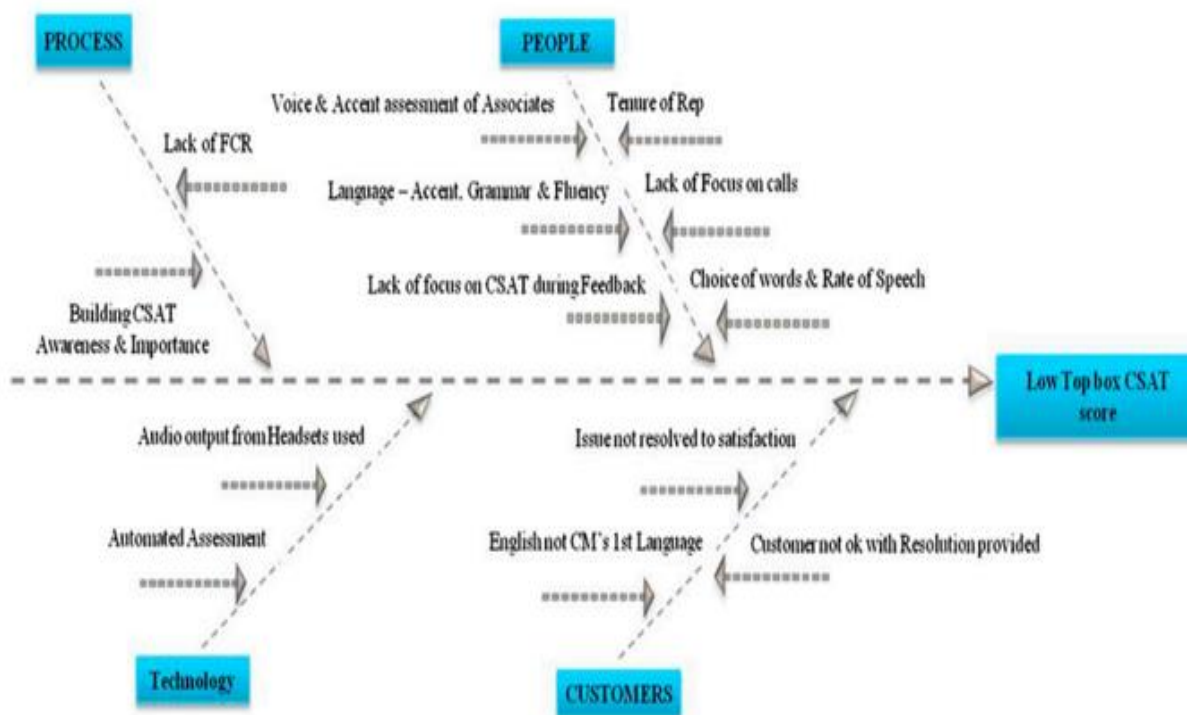 PROCESS
PEOPLE
Voice & Accent assessment of Associates
Tenure of Rep
Lack of FCR
Language – Accent, Grammar & Fluency
Lack of Focus on calls
Lack of focus on CSAT during Feedback
Choice of words & Rate of Speech
Building CSAT
Awareness & Importance
Low Top box CSAT
score
Audio output from Headsets used
Issue not resolved to satisfaction
Automated Assessment
English not CM's 1st Language
Customer not ok with Resolution provided
Technology
CUSTOMERS